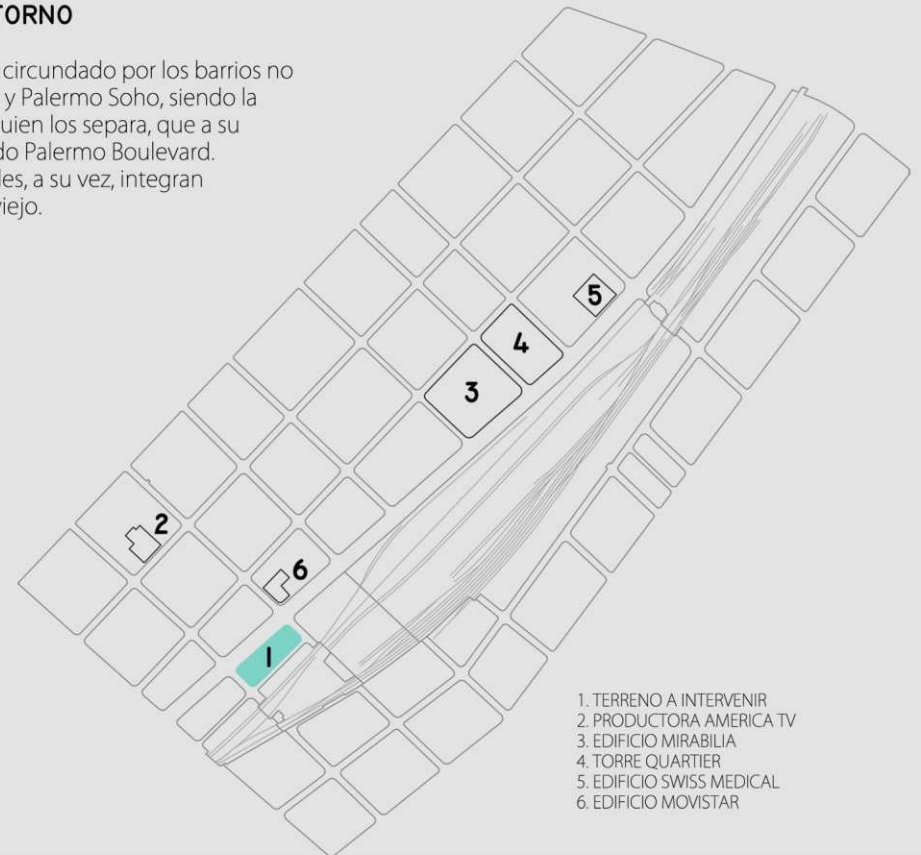 TORNO
circundado por los barrios no
y Palermo Soho, siendo la
uien los separa, que a su
do Palermo Boulevard.
les, a su vez, integran
viejo.
5
4
3
2
6
1
1. TERRENO A INTERVENIR
2. PRODUCTORA AMERICA TV
3. EDIFICIO MIRABILIA
4. TORRE QUARTIER
5. EDIFICIO SWISS MEDICAL
6. EDIFICIO MOVISTAR